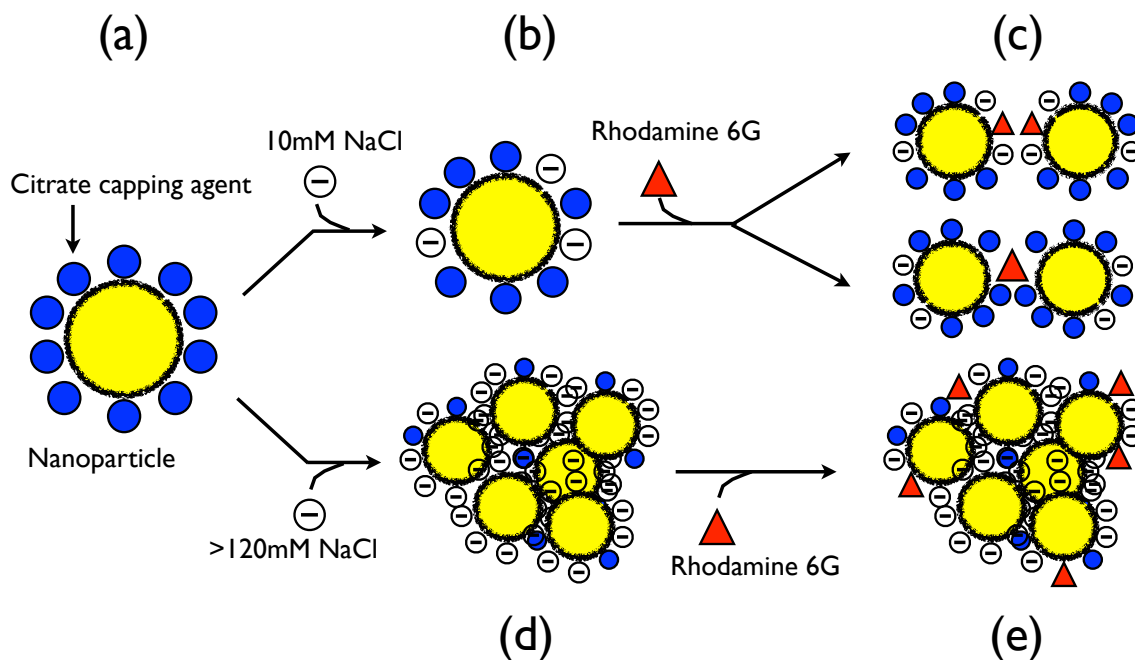 (a)
(b)
(c)
10mM NaCl
Rhodamine 6G
Citrate capping agent
Nanoparticle
>120mM NaCl
Rhodamine 6G
(d)
(e)